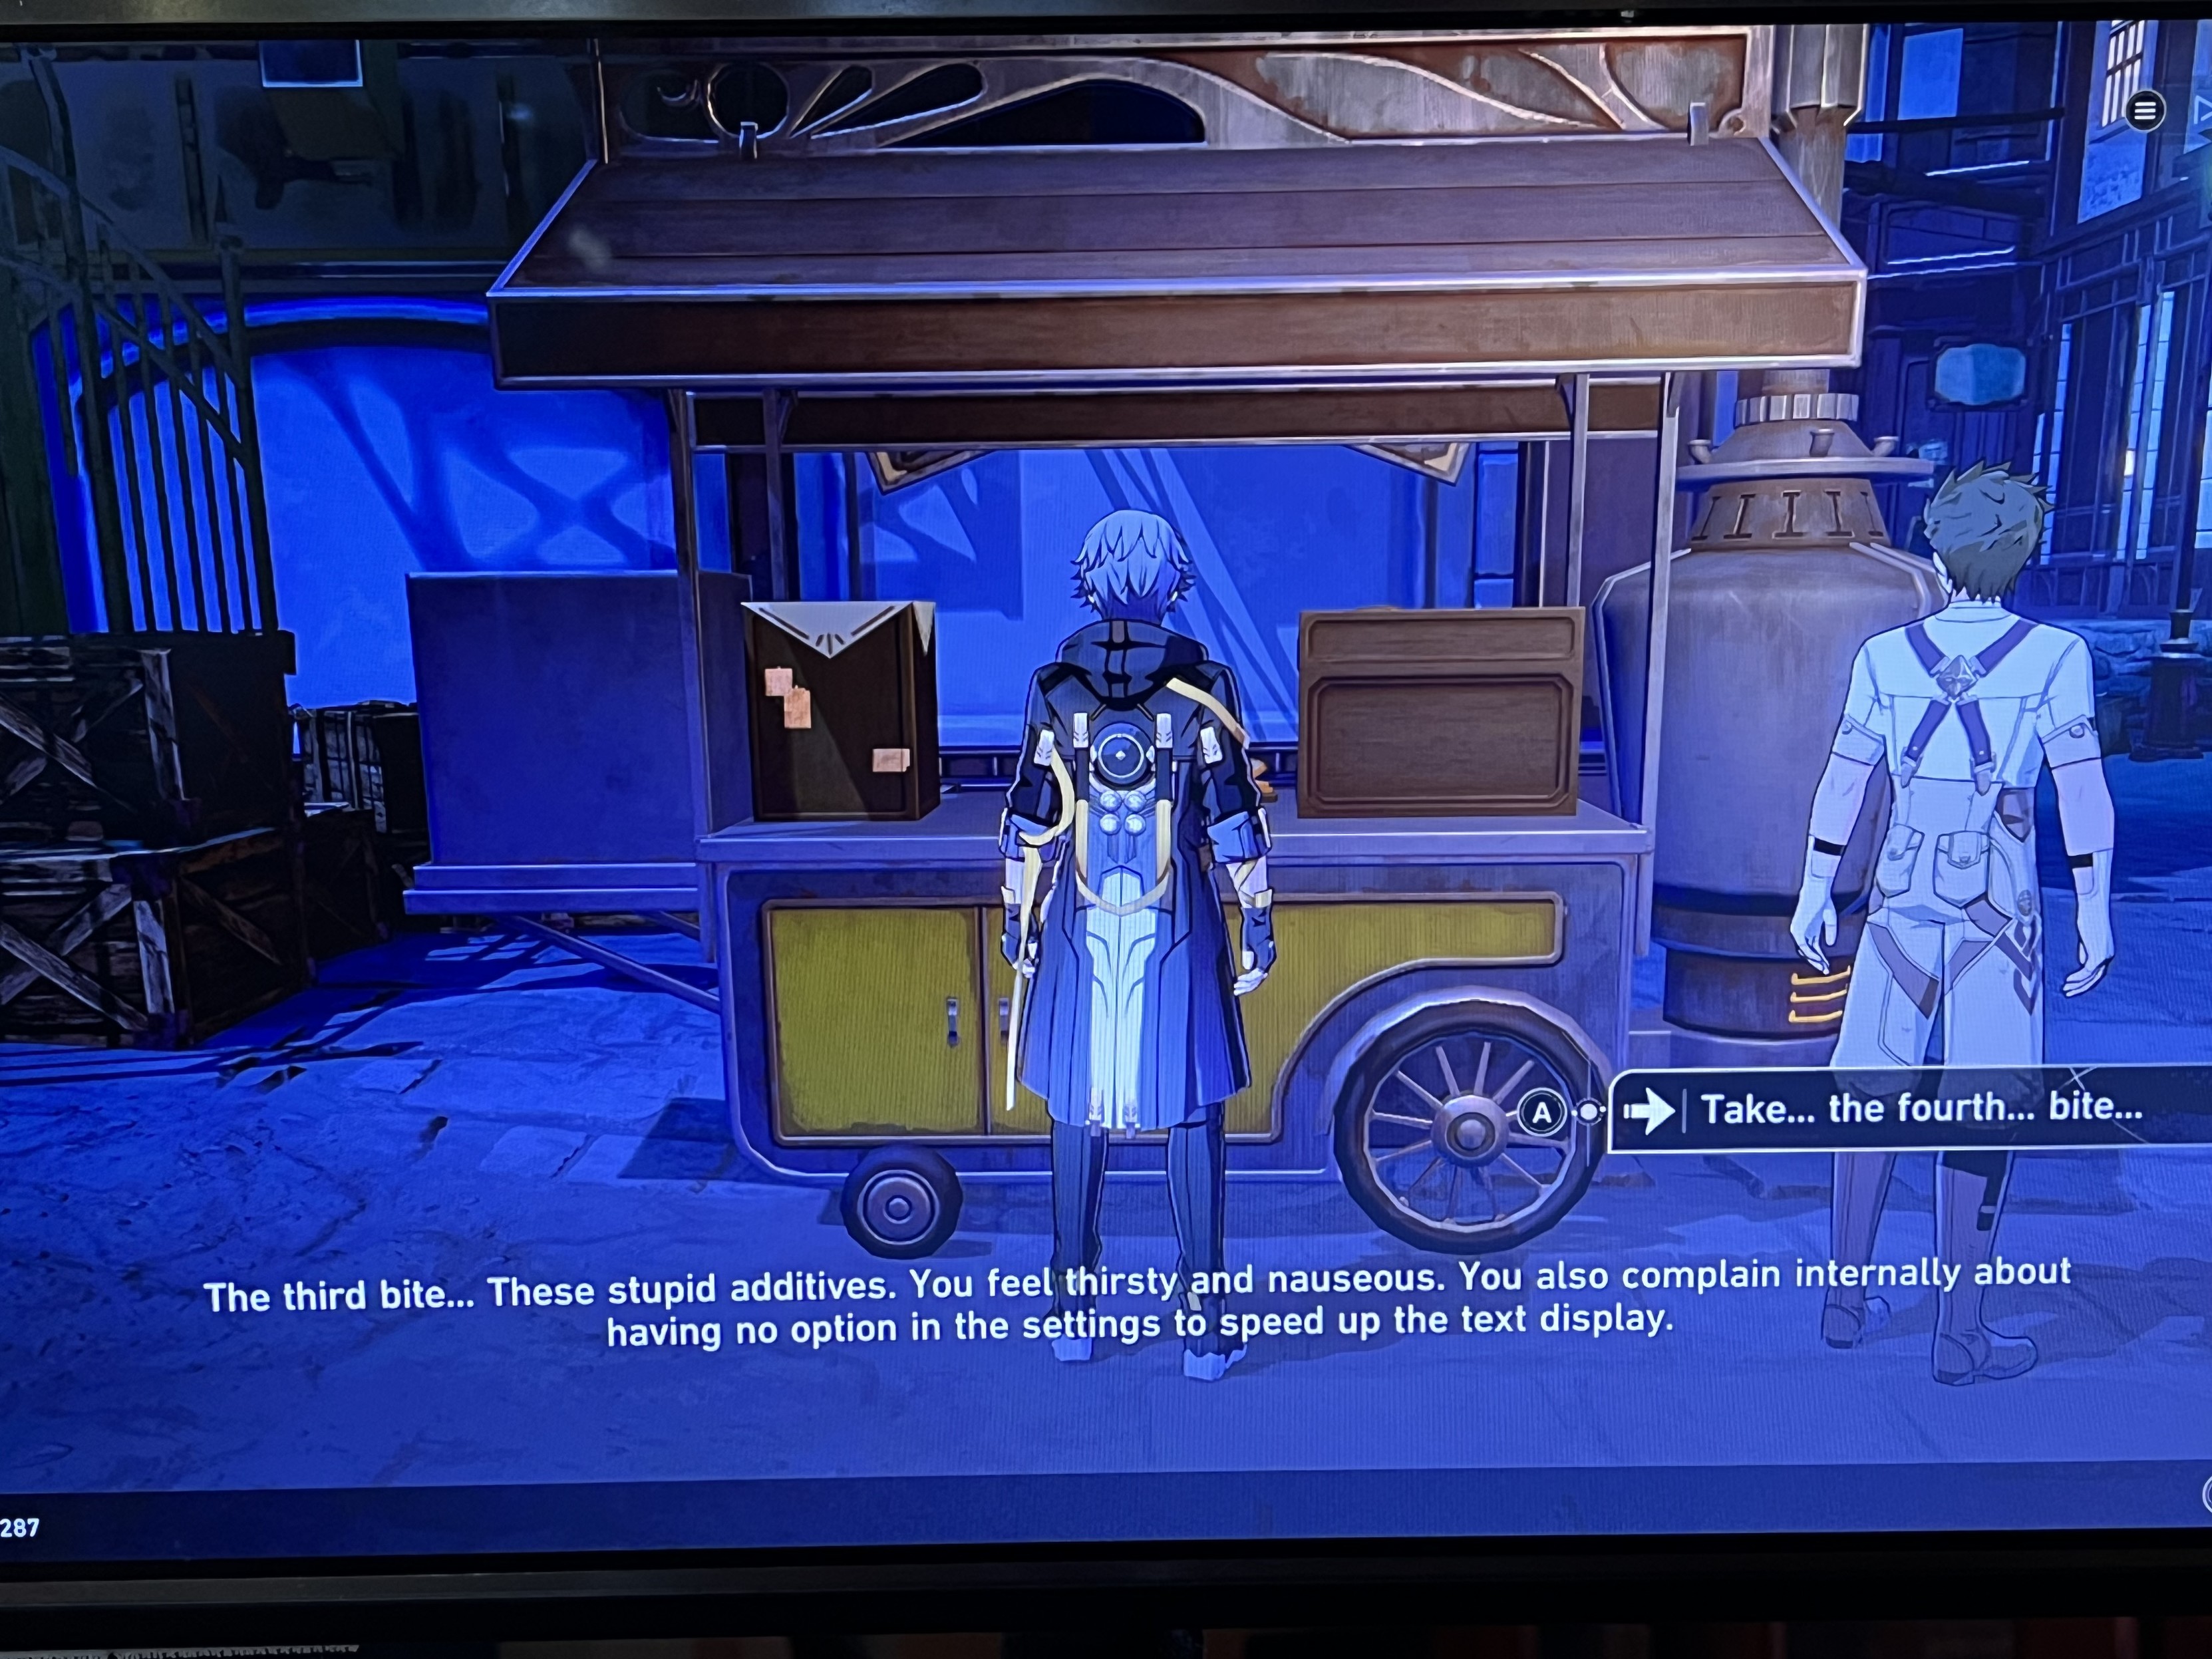 A
Take... the fourth... bite...
The third bite... These stupid additives. You feel thirsty and nauseous. You also complain internally about
having no option in the settings to speed up the text display.
287